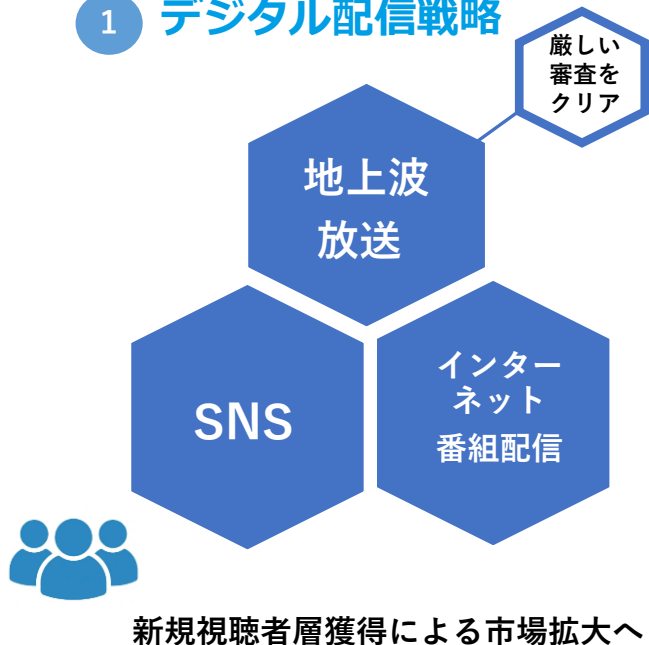 1 デジタル配信戦略
厳しい
審査を
クリア
地上波
放送
SNS
インター
ネット
番組配信
新規視聴者層獲得による市場拡大へ